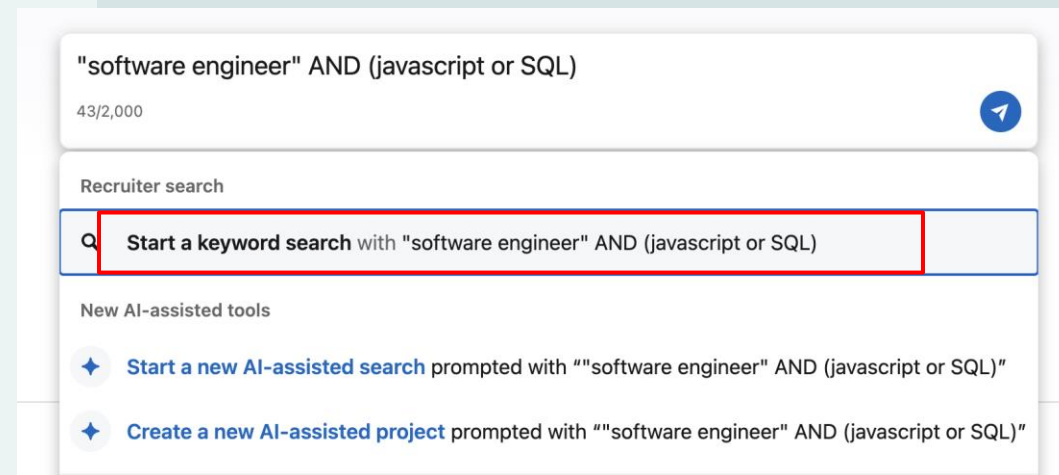 "software engineer" AND (javascript or SQL)
43/2,000
Recruiter search
Start a keyword search with "software engineer" AND (javascript or SQL)
New AI-assisted tools
Start a new AI-assisted search prompted with “"software engineer" AND (javascript or SQL)”
Create a new AI-assisted project prompted with “"software engineer" AND (javascript or SQL)”